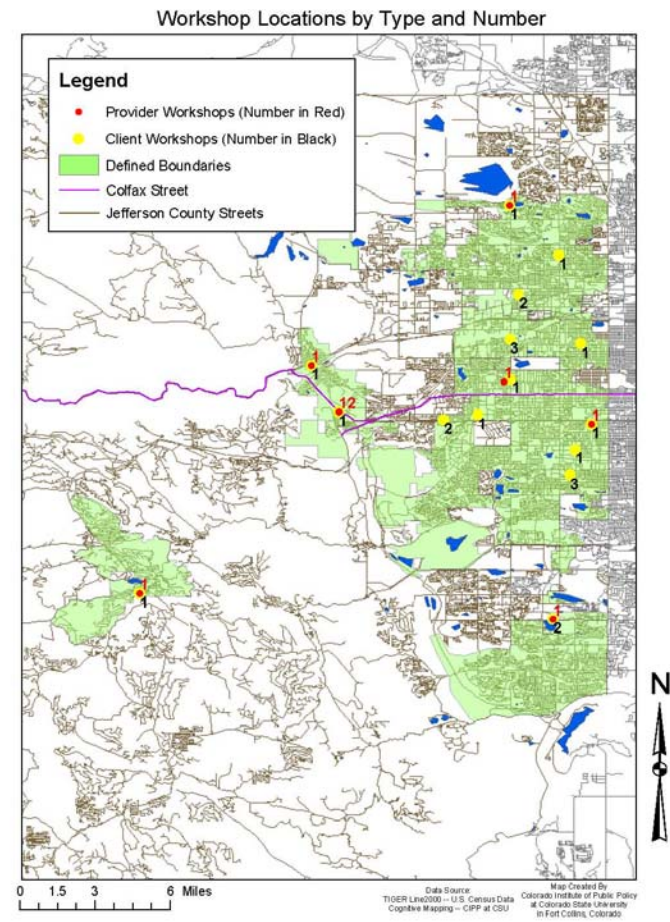 Workshop Locations by Type and Number
Legend
Provider Workshops (Number in Red)
Client Workshops (Number in Black)
Defined Boundaries
Colfax Street
Jefferson County Streets
1
1
1
2
3
1
1
1
1
1
12
1
2
1
1
1
1
3
1
1
1
2
N
0 1.5 3 6 Miles
Data Source:
TIGER Line2000 -- U.S. Census Data
Cognitive Mapping -- CIPP at CSU
Map Created By
Colorado Institute of Public Policy
at Colorado State University
in Fort Collins, Colorado